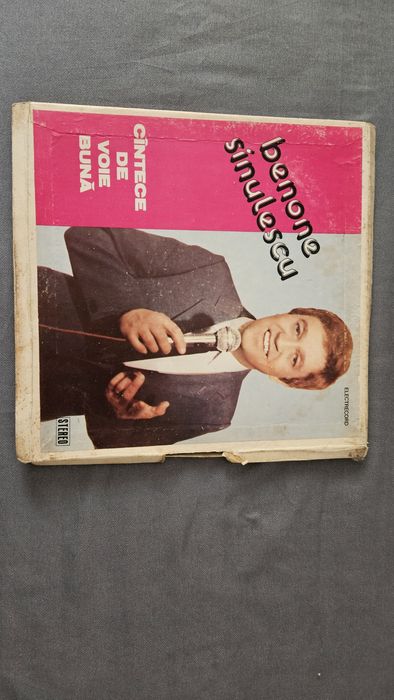 benone
sinulescu
CÎNTECE
DE
VOIE
BUNĂ
ELECTRECORD
STEREO